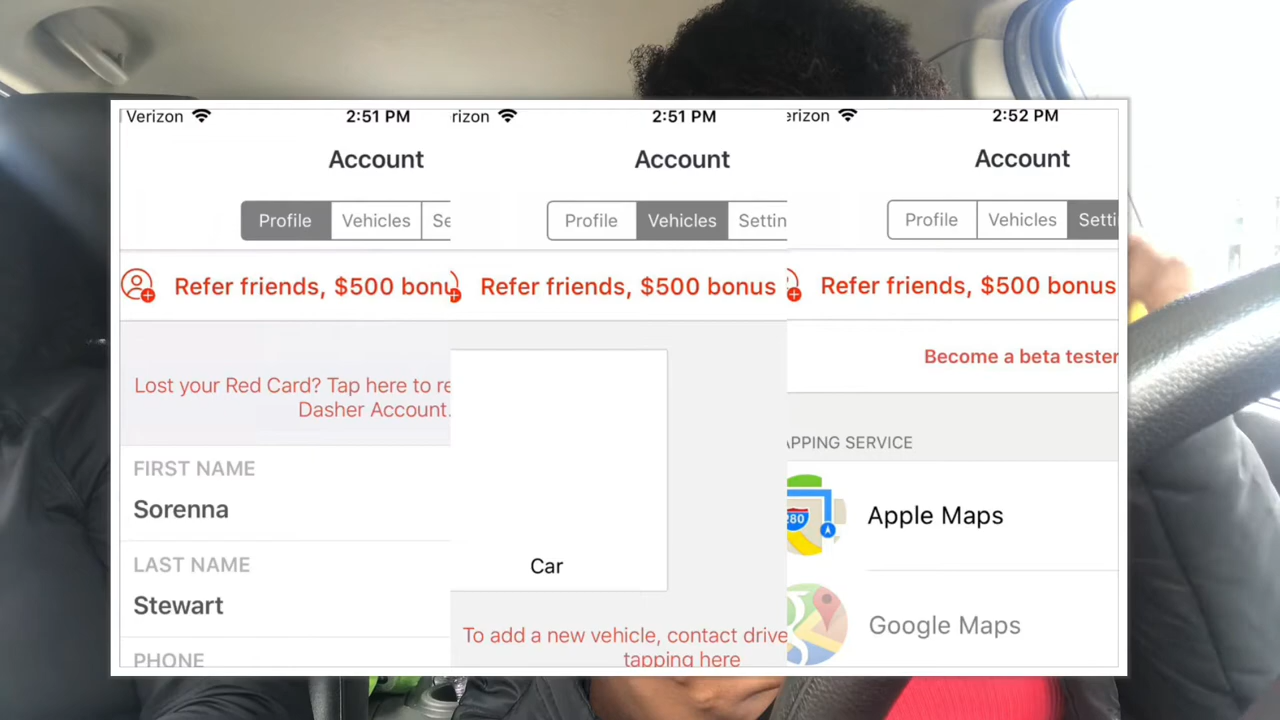 Verizon
2:51 PM
Account
Profile Vehicles Se
Refer friends, $500 bonu
Lost your Red Card? Tap here to re
Dasher Account.
FIRST NAME
Sorenna
LAST NAME
Stewart
PHONE
rizon
2:51 PM
Account
Profile Vehicles Settin
Refer friends, $500 bonus
Car
To add a new vehicle, contact drive
tapping here
erizon
2:52 PM
Account
Profile Vehicles Setti
Refer friends, $500 bonus
Become a beta tester
APPING SERVICE
280
Apple Maps
Google Maps